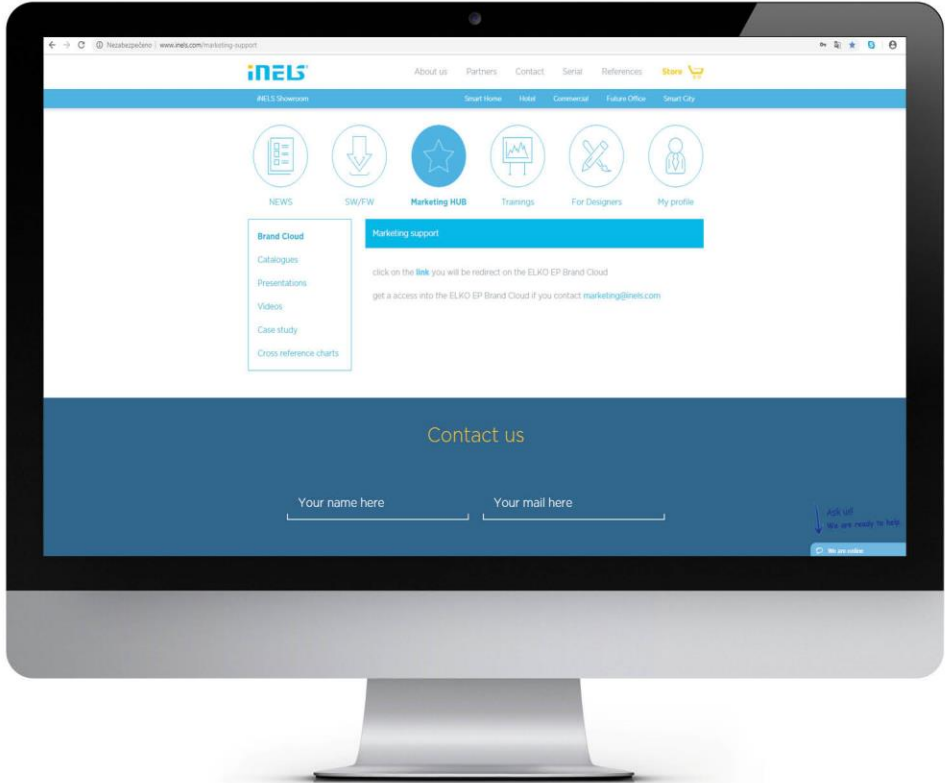 Nezabezpečeno | www.inels.com/marketing-support
iNELS
About us Partners Contact Serial References Store
iNELS Showroom Smart Home Hotel Commercial Future Office Smart City
NEWS SW/FW Marketing HUB Trainings For Designers My profile
Brand Cloud
Catalogues
Presentations
Videos
Case study
Cross reference charts
Marketing support
click on the link you will be redirect on the ELKO EP Brand Cloud
get a access into the ELKO EP Brand Cloud if you contact marketing@inels.com
Contact us
Your name here Your mail here
Ask us!
We are ready to help
We are online